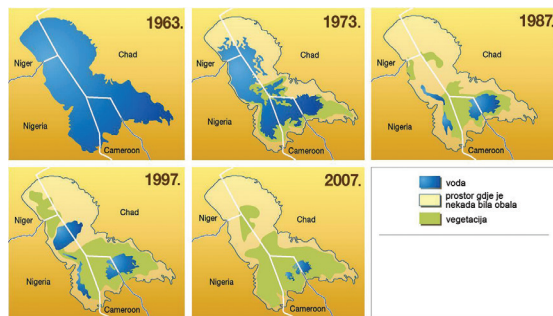 1963.
Chad
Niger
Nigeria
Cameroon
1973.
Chad
Niger
Nigeria
Cameroon
1987.
Chad
Niger
Nigeria
Cameroon
1997.
Chad
Niger
Nigeria
Cameroon
2007.
Chad
Niger
Nigeria
Cameroon
voda
prostor gdje je
nekada bila obala
vegetacija